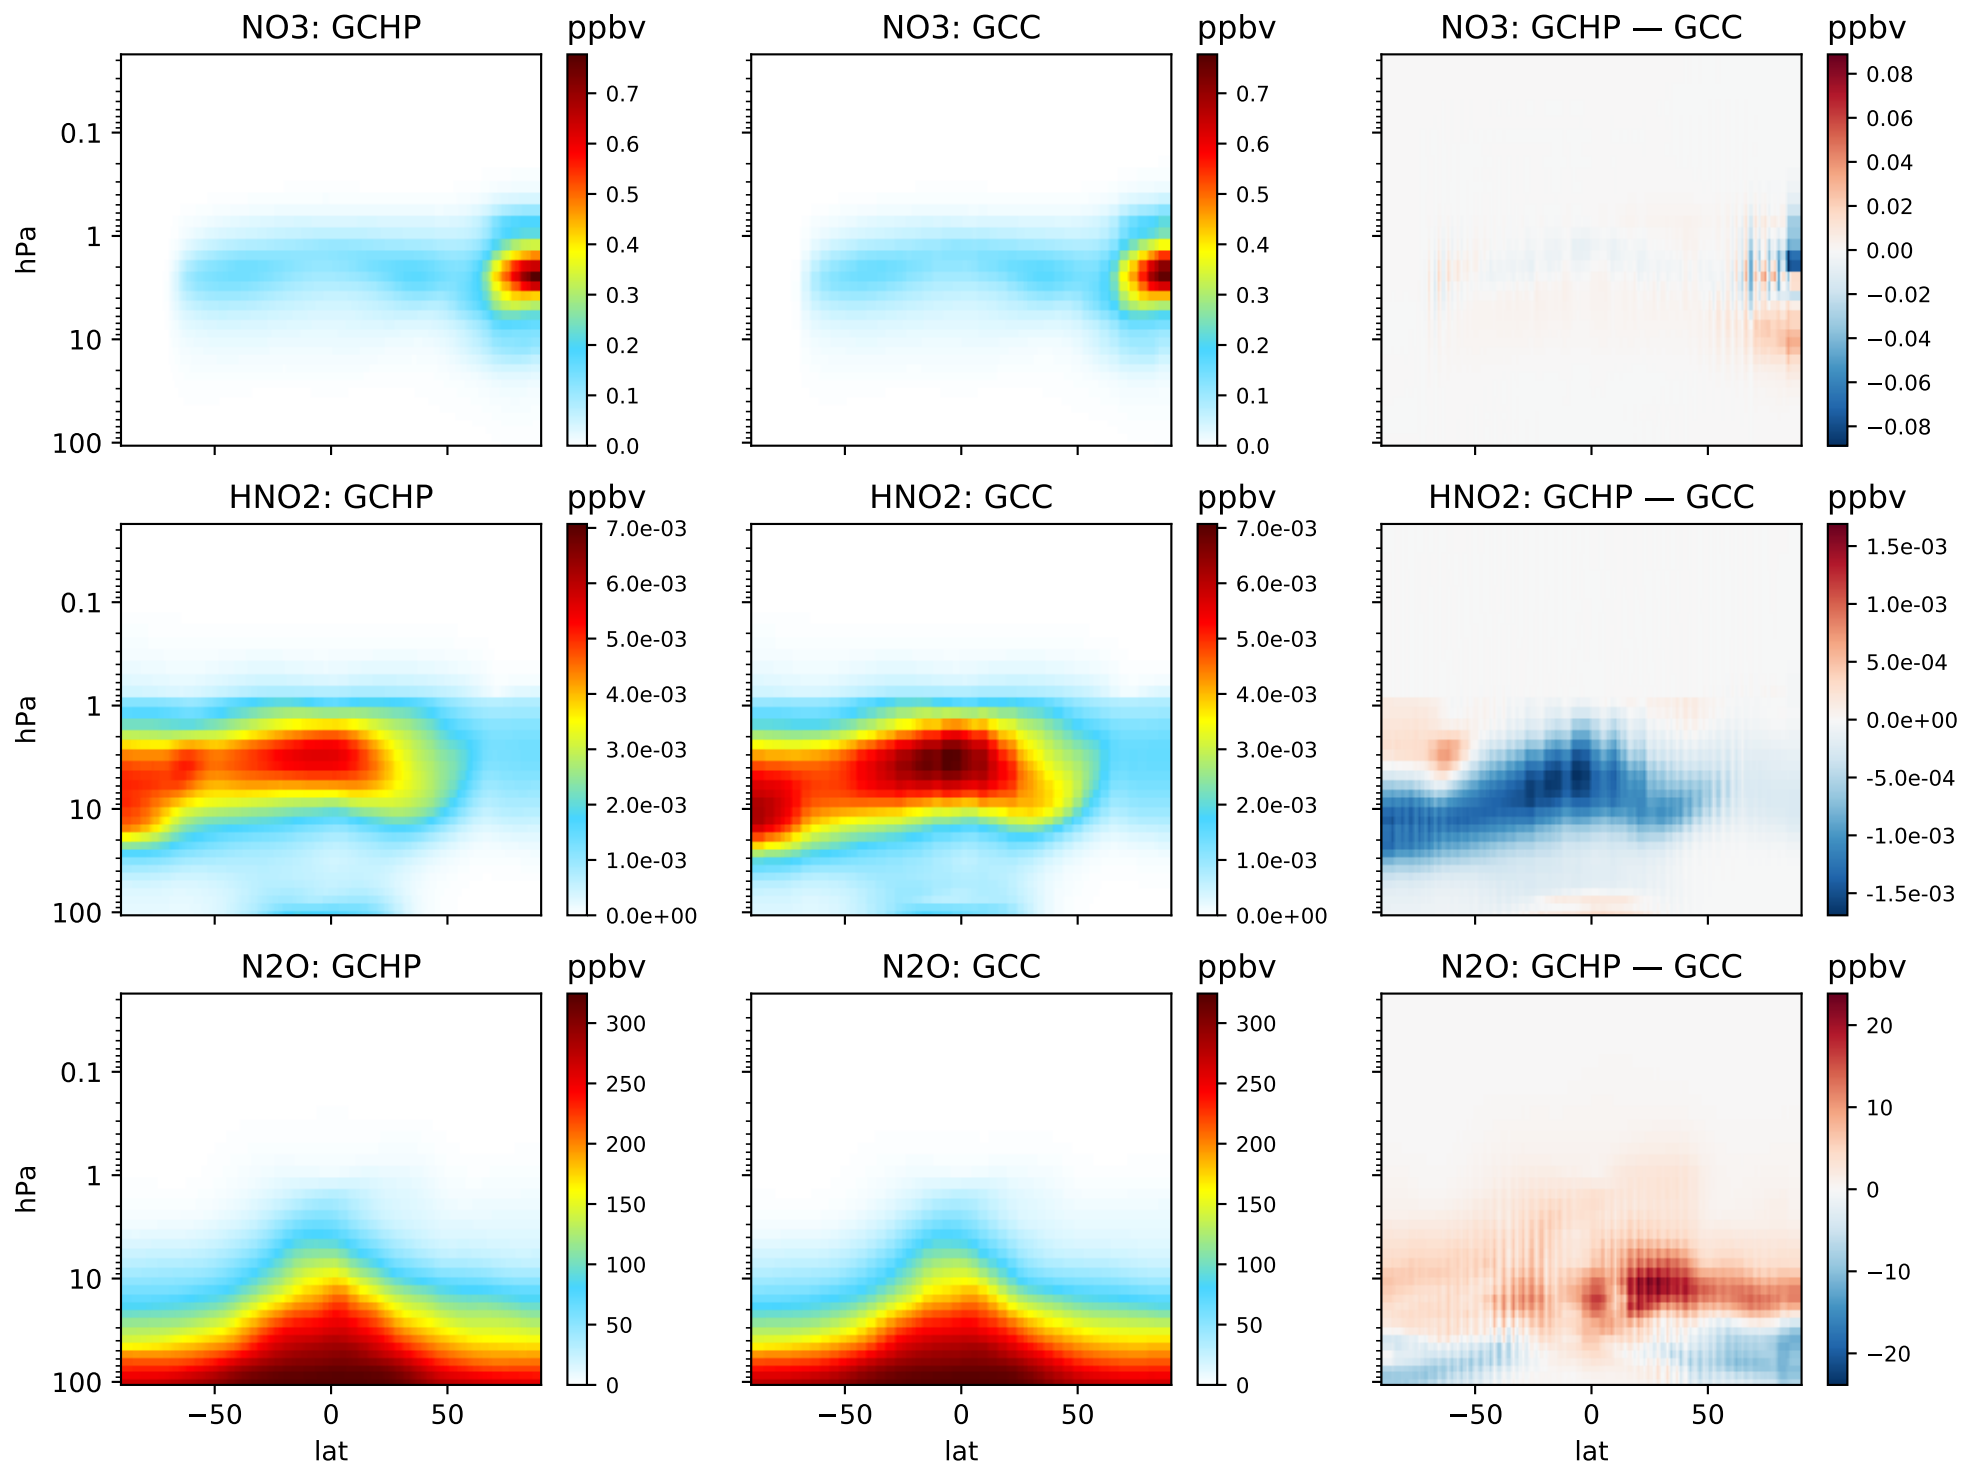 NO3: GCHP
ppbv
NO3: GCC
ppbv
NO3: GCHP — GCC
ppbv
hPa
0.1
1
10
100
0.7
0.6
0.5
0.4
0.3
0.2
0.1
0.0
0.7
0.6
0.5
0.4
0.3
0.2
0.1
0.0
0.08
0.06
0.04
0.02
0.00
−0.02
−0.04
−0.06
−0.08
HNO2: GCHP
ppbv
HNO2: GCC
ppbv
HNO2: GCHP — GCC
ppbv
hPa
0.1
1
10
100
7.0e-03
6.0e-03
5.0e-03
4.0e-03
3.0e-03
2.0e-03
1.0e-03
0.0e+00
7.0e-03
6.0e-03
5.0e-03
4.0e-03
3.0e-03
2.0e-03
1.0e-03
0.0e+00
1.5e-03
1.0e-03
5.0e-04
0.0e+00
-5.0e-04
-1.0e-03
-1.5e-03
N2O: GCHP
ppbv
N2O: GCC
ppbv
N2O: GCHP — GCC
ppbv
hPa
0.1
1
10
100
300
250
200
150
100
50
0
300
250
200
150
100
50
0
20
10
0
−10
−20
−50 0 50
−50 0 50
−50 0 50
lat
lat
lat